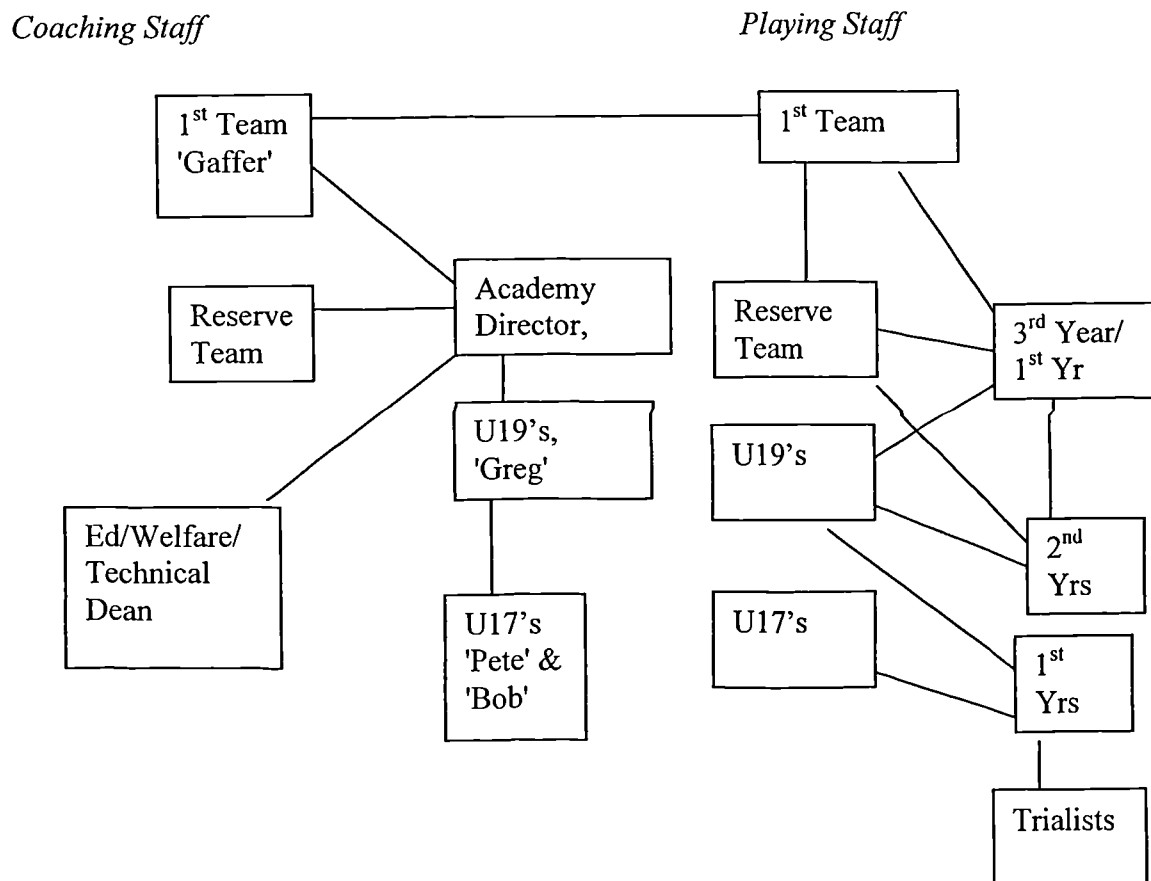 Coaching Staff
Playing Staff
1st Team
'Gaffer'
1st Team
Academy
Director,
Reserve
Team
Reserve
Team
3rd Year/
1st Yr
U19's,
'Greg'
U19's
Ed/Welfare/
Technical
Dean
2nd
Yrs
U17's
'Pete' &
'Bob'
U17's
1st
Yrs
Trialists